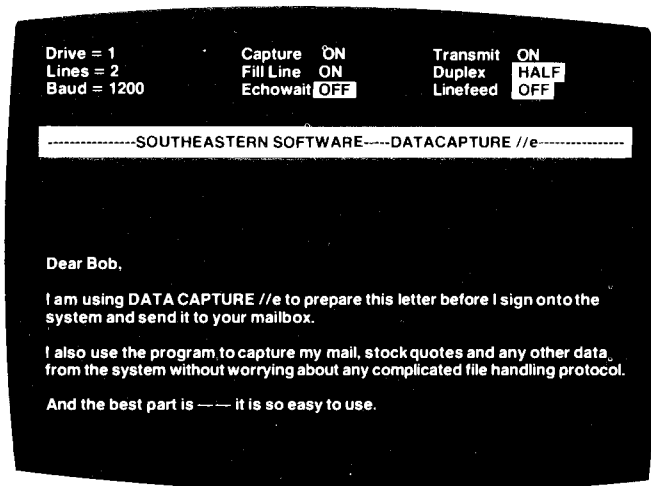 Drive = 1 Capture ON Transmit ON
Lines = 2 Fill Line ON Duplex HALF
Baud = 1200 Echowait OFF Linefeed OFF
----------------SOUTHEASTERN SOFTWARE-----DATACAPTURE //e----------------
Dear Bob,
I am using DATA CAPTURE //e to prepare this letter before I sign onto the
system and send it to your mailbox.
I also use the program to capture my mail, stock quotes and any other data
from the system without worrying about any complicated file handling protocol.
And the best part is —— it is so easy to use.